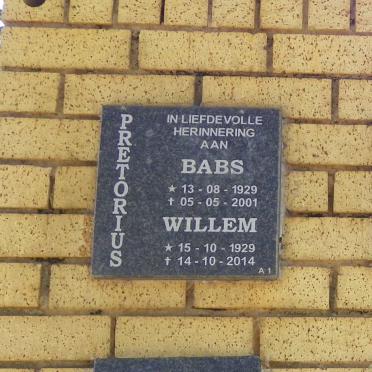 PRETORIUS
IN LIEFDEVOLLE
HERINNERING
AAN
BABS
★ 13 - 08 - 1929
✝ 05 - 05 - 2001
WILLEM
★ 15 - 10 - 1929
✝ 14 - 10 - 2014
A 1